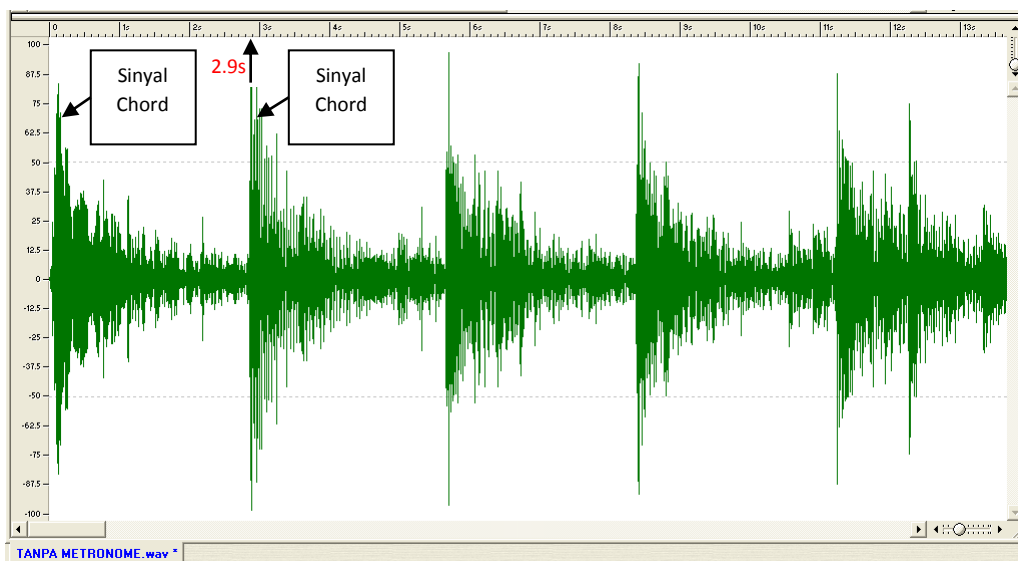 0 1s 2s 3s 4s 5s 6s 7s 8s 9s 10s 11s 12s 13s
100
2.9s
Sinyal
Chord
Sinyal
Chord
87.5
75
62.5
50
37.5
25
12.5
0
-12.5
-25
-37.5
-50
-62.5
-75
-87.5
-100
TANPA METRONOME.wav *